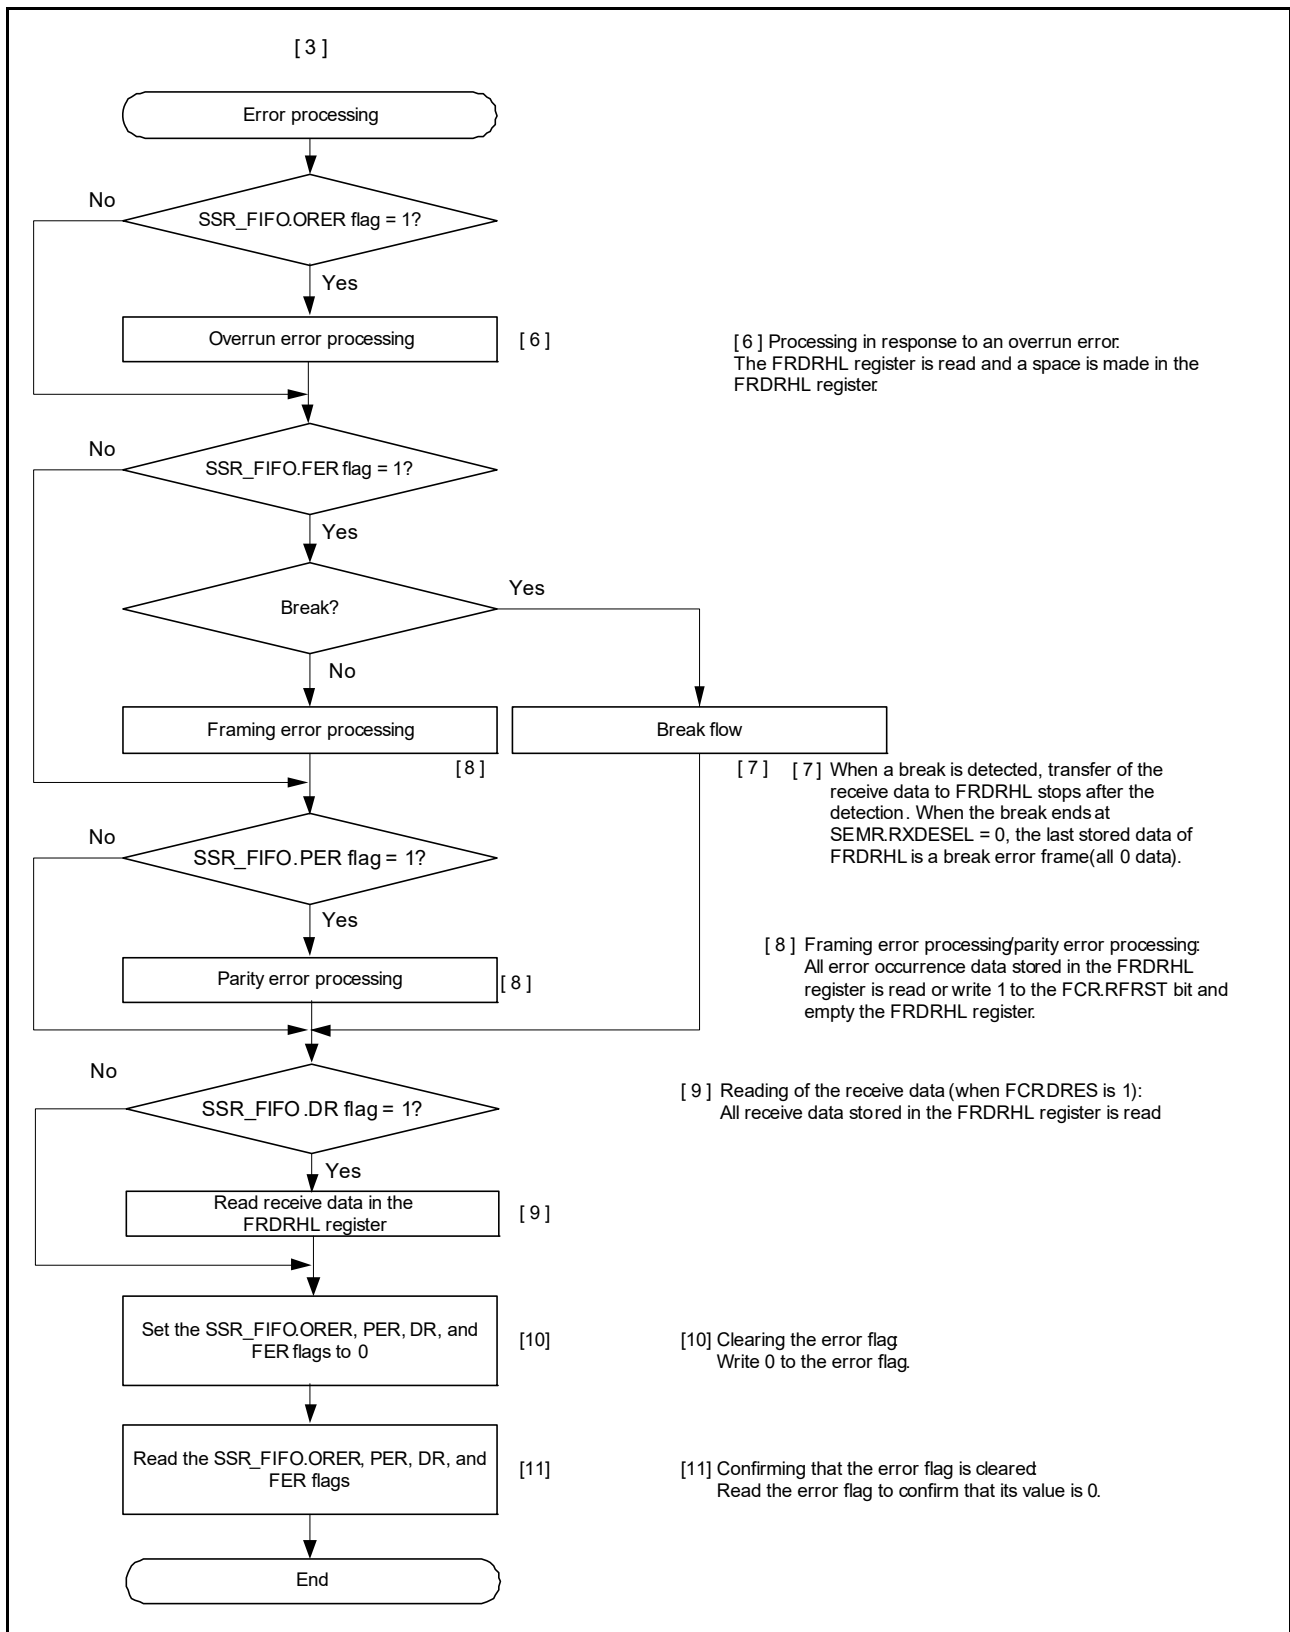 [ 3 ]
Error processing
No
SSR_FIFO.ORER flag = 1?
Yes
Overrun error processing
[ 6 ]
[ 6 ] Processing in response to an overrun error:
The FRDRHL register is read and a space is made in the
FRDRHL register.
No
SSR_FIFO.FER flag = 1?
Yes
Break?
Yes
No
Framing error processing
[ 8 ]
Break flow
[ 7 ]
[ 7 ] When a break is detected, transfer of the
receive data to FRDRHL stops after the
detection. When the break ends at
SEMR.RXDESEL = 0, the last stored data of
FRDRHL is a break error frame(all 0 data).
No
SSR_FIFO.PER flag = 1?
Yes
Parity error processing
[ 8 ]
[ 8 ] Framing error processing/parity error processing:
All error occurrence data stored in the FRDRHL
register is read or write 1 to the FCR.RFRST bit and
empty the FRDRHL register.
No
SSR_FIFO.DR flag = 1?
Yes
Read receive data in the
FRDRHL register
[ 9 ]
[ 9 ] Reading of the receive data (when FCR.DRES is 1):
All receive data stored in the FRDRHL register is read
Set the SSR_FIFO.ORER, PER, DR, and
FER flags to 0
[10]
[10] Clearing the error flag:
Write 0 to the error flag.
Read the SSR_FIFO.ORER, PER, DR, and
FER flags
[11]
[11] Confirming that the error flag is cleared:
Read the error flag to confirm that its value is 0.
End